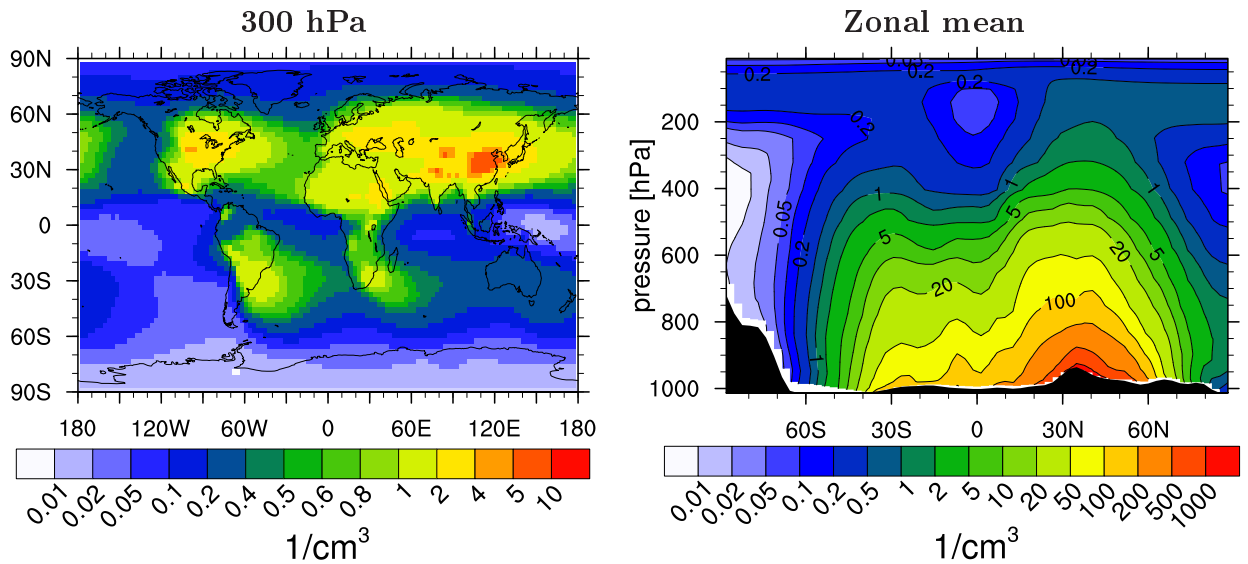 300 hPa
90N
60N
30N
0
30S
60S
90S
180 120W 60W 0 60E 120E 180
0.01 0.02 0.05 0.1 0.2 0.4 0.5 0.6 0.8 1 2 4 5 10
1/cm³
Zonal mean
pressure [hPa]
200
400
600
800
1000
0.2 0.2 0.2
0.2
0.2
0.05
0.2
1
1
5
1
5
20
20
5
1
100
60S 30S 0 30N 60N
0.01 0.02 0.05 0.1 0.2 0.5 1 2 5 10 20 50 100 200 500 1000
1/cm³